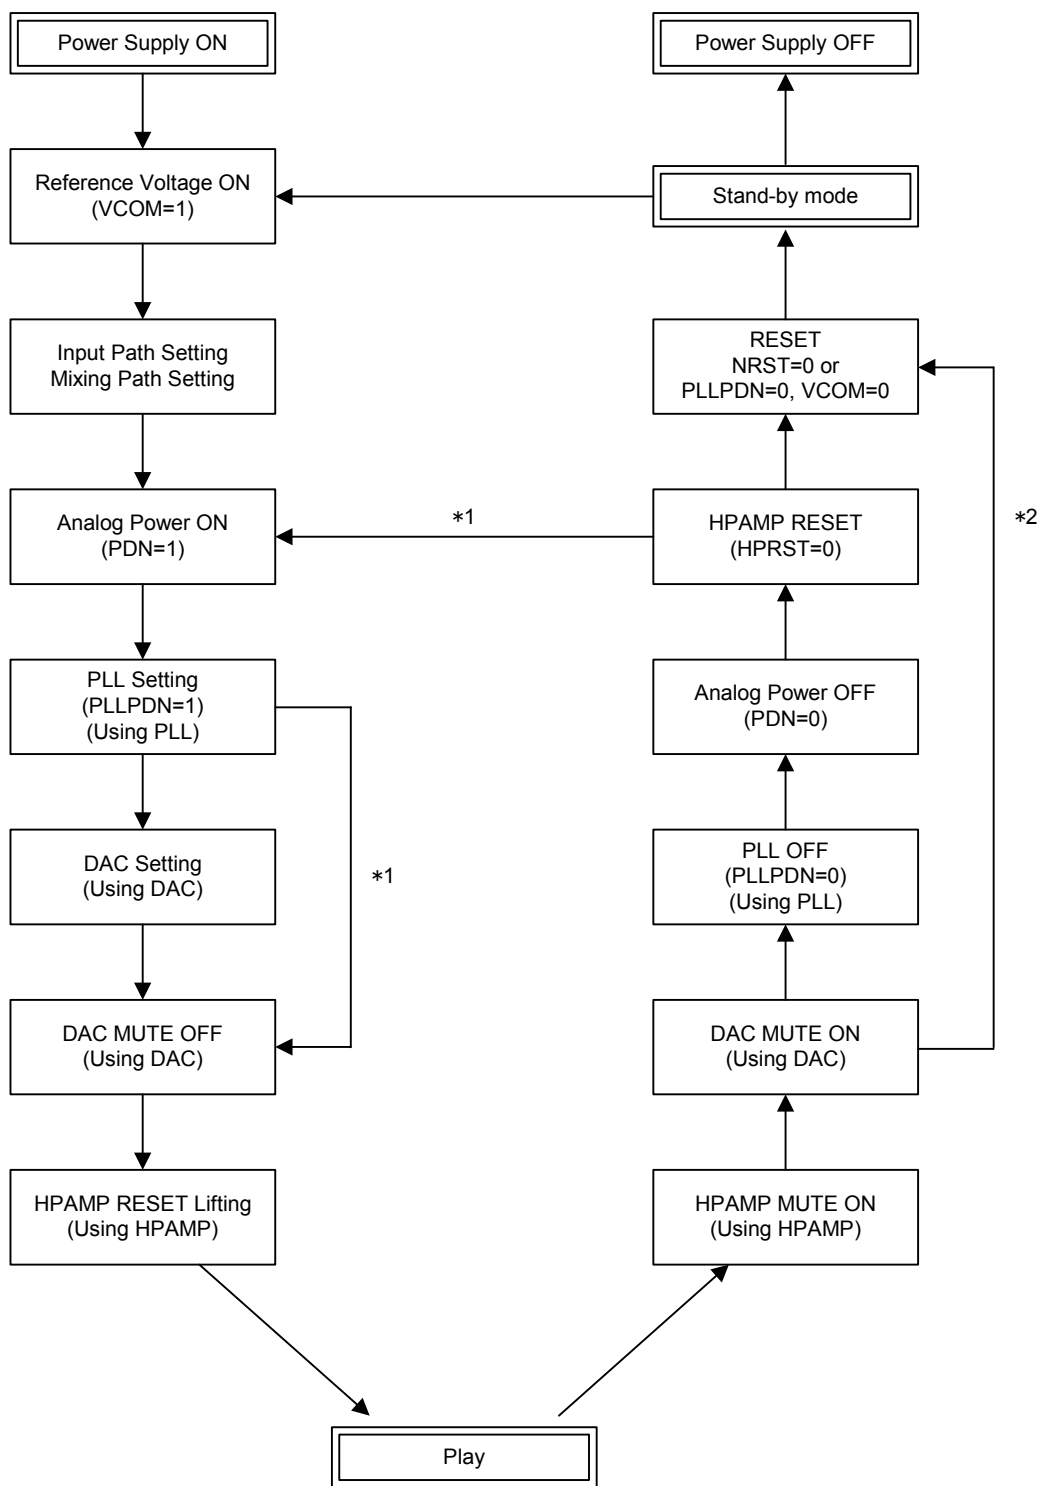 Power Supply ON
Reference Voltage ON
(VCOM=1)
Input Path Setting
Mixing Path Setting
Analog Power ON
(PDN=1)
PLL Setting
(PLLPDN=1)
(Using PLL)
DAC Setting
(Using DAC)
*1
DAC MUTE OFF
(Using DAC)
HPAMP RESET Lifting
(Using HPAMP)
Play
Power Supply OFF
Stand-by mode
RESET
NRST=0 or
PLLPDN=0, VCOM=0
*1
HPAMP RESET
(HPRST=0)
*2
Analog Power OFF
(PDN=0)
PLL OFF
(PLLPDN=0)
(Using PLL)
DAC MUTE ON
(Using DAC)
HPAMP MUTE ON
(Using HPAMP)